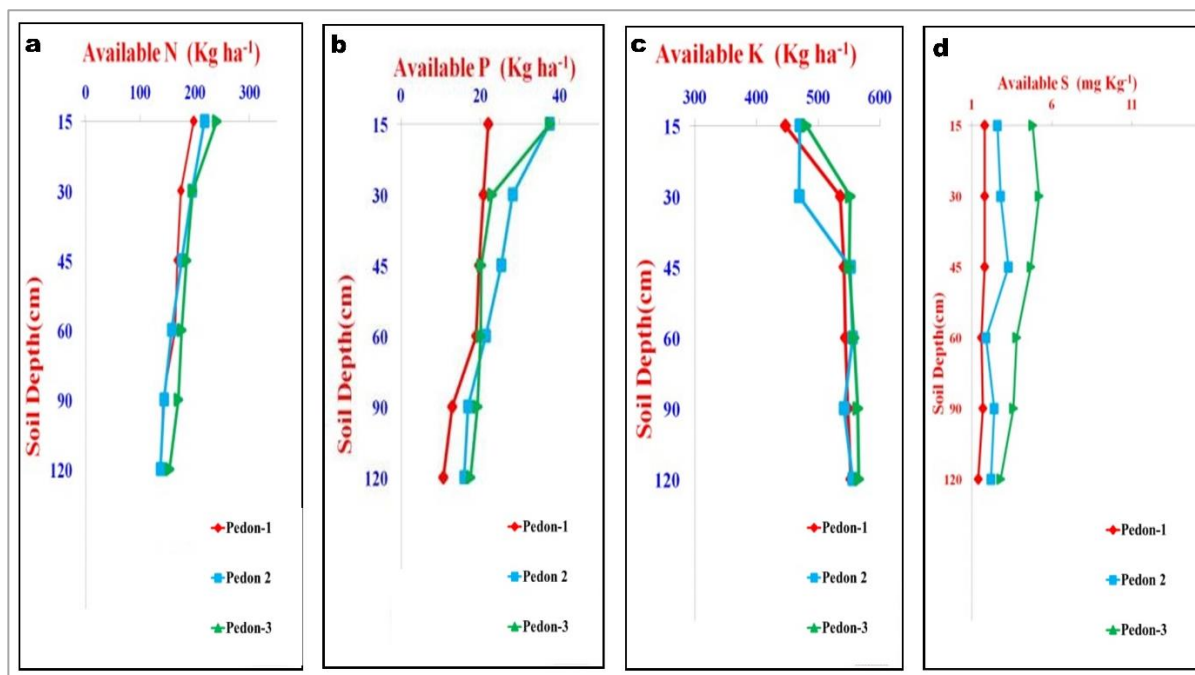 a
Available N (Kg ha-1)
0 100 200 300
15
30
45
60
90
120
Soil Depth(cm)
Pedon-1
Pedon 2
Pedon-3
b
Available P (Kg ha-1)
0 20 40
15
30
45
60
90
120
Soil Depth(cm)
Pedon-1
Pedon 2
Pedon-3
c
Available K (Kg ha-1)
300 400 500 600
15
30
45
60
90
120
Soil Depth(cm)
Pedon-1
Pedon 2
Pedon-3
d
Available S (mg Kg-1)
1 6 11
15
30
45
60
90
120
Soil Depth(cm)
Pedon-1
Pedon 2
Pedon-3